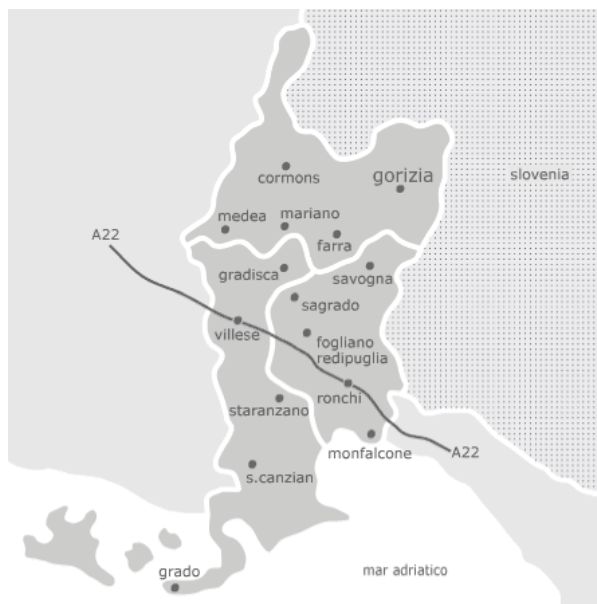 slovenia
gorizia
cormons
mariano
medea
A22
farra
gradisca
savogna
sagrado
villese
fogliano
redipuglia
ronchi
staranzano
monfalcone
A22
s.canzian
grado
mar adriatico